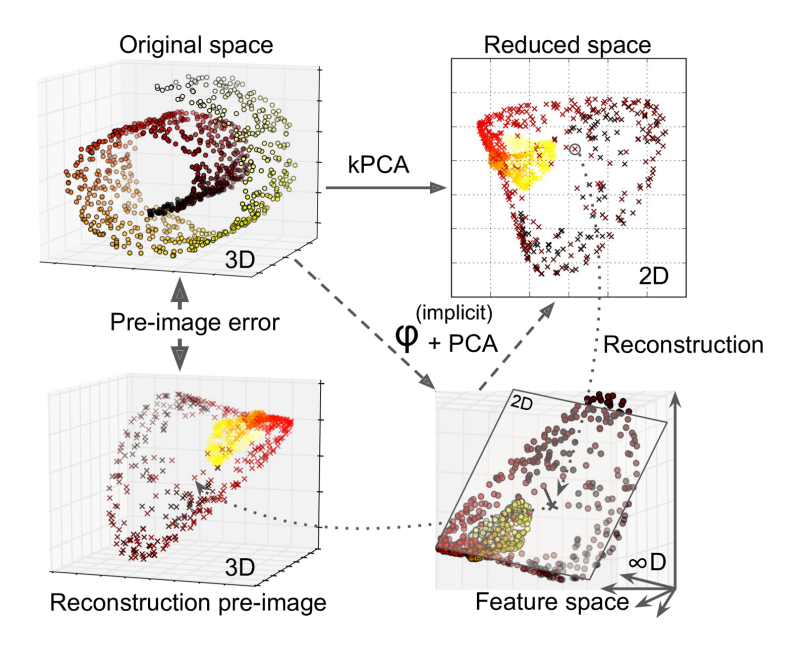 Original space
Reduced space
kPCA
3D
2D
Pre-image error
(implicit)
φ + PCA
Reconstruction
2D
3D
∞D
Reconstruction pre-image
Feature space